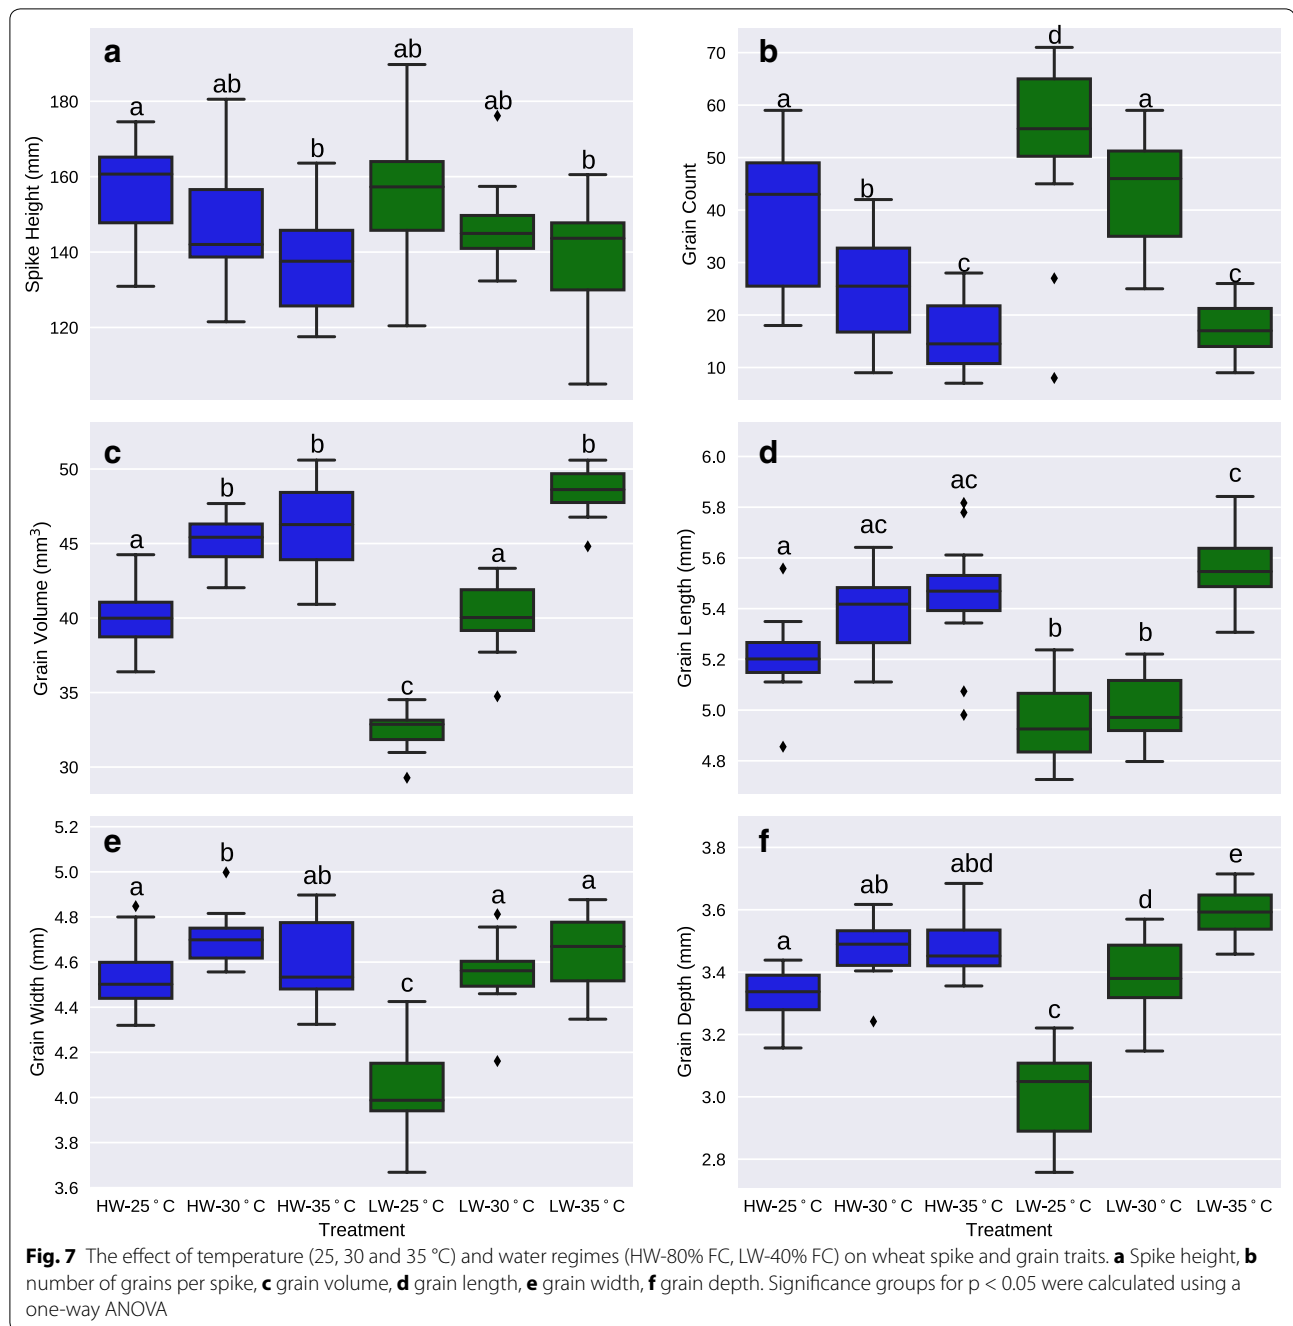 a
b
Spike Height (mm)
180
160
140
120
a
ab
b
ab
ab
b
Grain Count
70
60
50
40
30
20
10
a
b
c
d
a
c
c
d
Grain Volume (mm³)
50
45
40
35
30
a
b
b
c
a
b
Grain Length (mm)
6.0
5.8
5.6
5.4
5.2
5.0
4.8
a
ac
ac
b
b
c
e
f
Grain Width (mm)
5.2
5.0
4.8
4.6
4.4
4.2
4.0
3.8
3.6
a
b
ab
c
a
a
Grain Depth (mm)
3.8
3.6
3.4
3.2
3.0
2.8
a
ab
abd
c
d
e
HW-25 °C HW-30 °C HW-35 °C LW-25 °C LW-30 °C LW-35 °C
Treatment
HW-25 °C HW-30 °C HW-35 °C LW-25 °C LW-30 °C LW-35 °C
Treatment
Fig. 7 The effect of temperature (25, 30 and 35 °C) and water regimes (HW-80% FC, LW-40% FC) on wheat spike and grain traits. a Spike height, b
number of grains per spike, c grain volume, d grain length, e grain width, f grain depth. Significance groups for p < 0.05 were calculated using a
one-way ANOVA